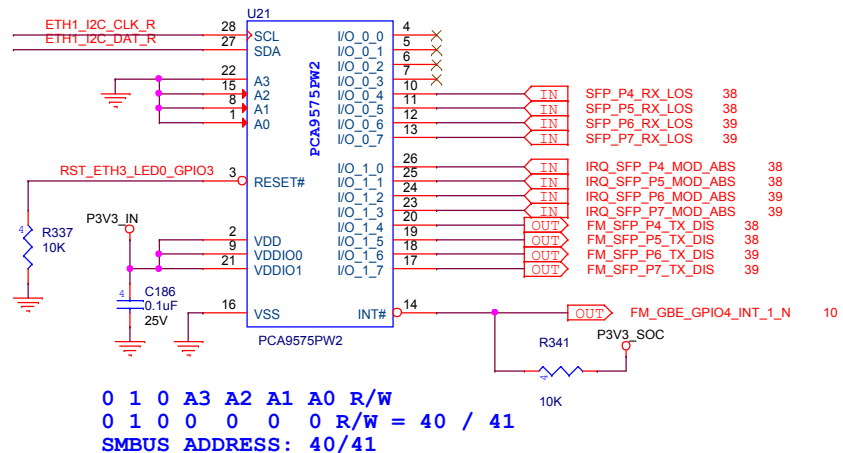 U21
ETH1_I2C_CLK_R 28 SCL I/O_0_0 4
ETH1_I2C_DAT_R 27 SDA I/O_0_1 5
I/O_0_2 6
22 A3 I/O_0_3 7
15 A2 I/O_0_4 10 IN SFP_P4_RX_LOS 38
8 A1 I/O_0_5 11 IN SFP_P5_RX_LOS 38
1 A0 I/O_0_6 12 IN SFP_P6_RX_LOS 39
I/O_0_7 13 IN SFP_P7_RX_LOS 39
PCA9575PW2
I/O_1_0 26 IN IRQ_SFP_P4_MOD_ABS 38
RST_ETH3_LED0_GPIO3 3 RESET# I/O_1_1 25 IN IRQ_SFP_P5_MOD_ABS 38
I/O_1_2 24 IN IRQ_SFP_P6_MOD_ABS 39
I/O_1_3 23 IN IRQ_SFP_P7_MOD_ABS 39
I/O_1_4 20 OUT FM_SFP_P4_TX_DIS 38
4 R337 10K
P3V3_IN
2 VDD I/O_1_5 19 OUT FM_SFP_P5_TX_DIS 38
9 VDDIO0 I/O_1_6 18 OUT FM_SFP_P6_TX_DIS 39
21 VDDIO1 I/O_1_7 17 OUT FM_SFP_P7_TX_DIS 39
4 C186
0.1uF
25V
16 VSS INT# 14 OUT FM_GBE_GPIO4_INT_1_N 10
PCA9575PW2
R341 P3V3_SOC
4
10K
0 1 0 A3 A2 A1 A0 R/W
0 1 0 0 0 0 0 R/W = 40 / 41
SMBUS ADDRESS: 40/41